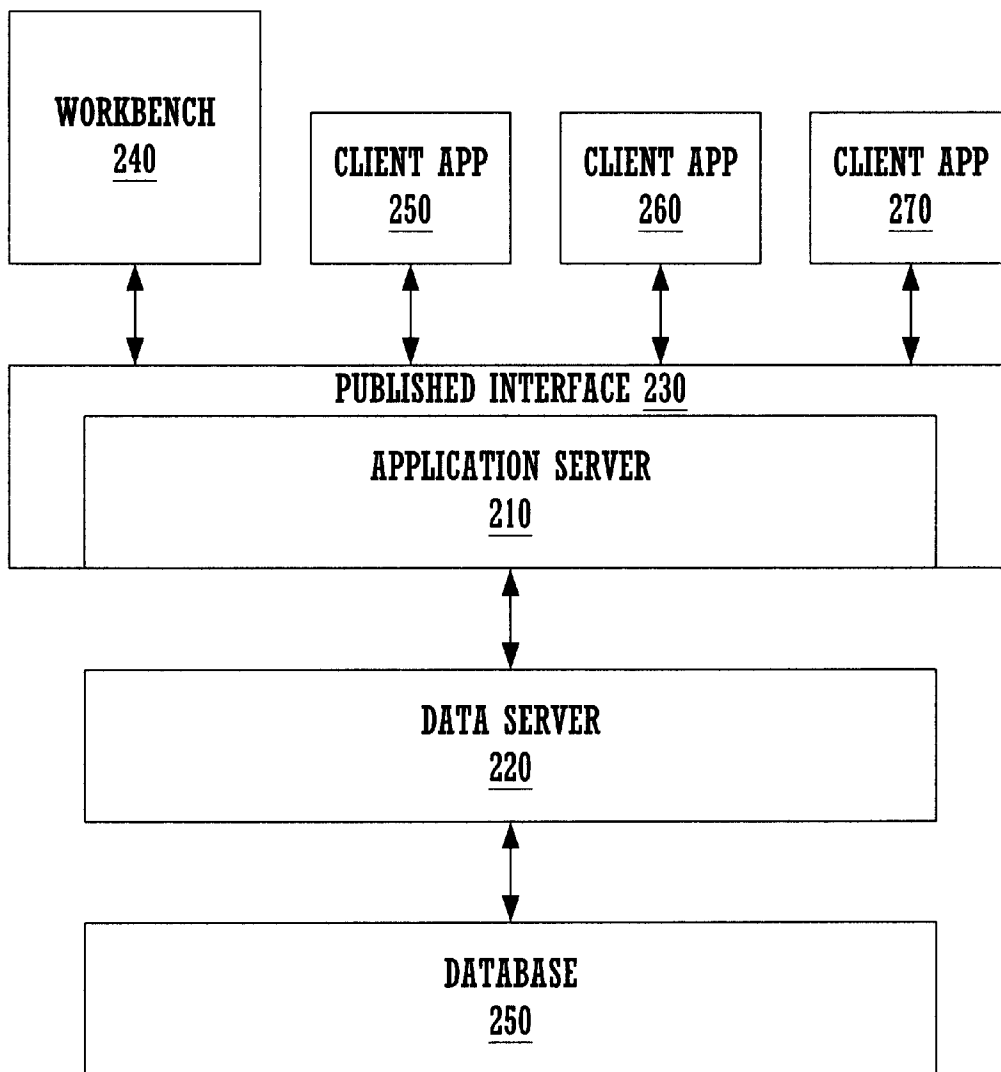 WORKBENCH
240
CLIENT APP
250
CLIENT APP
260
CLIENT APP
270
PUBLISHED INTERFACE 230
APPLICATION SERVER
210
DATA SERVER
220
DATABASE
250